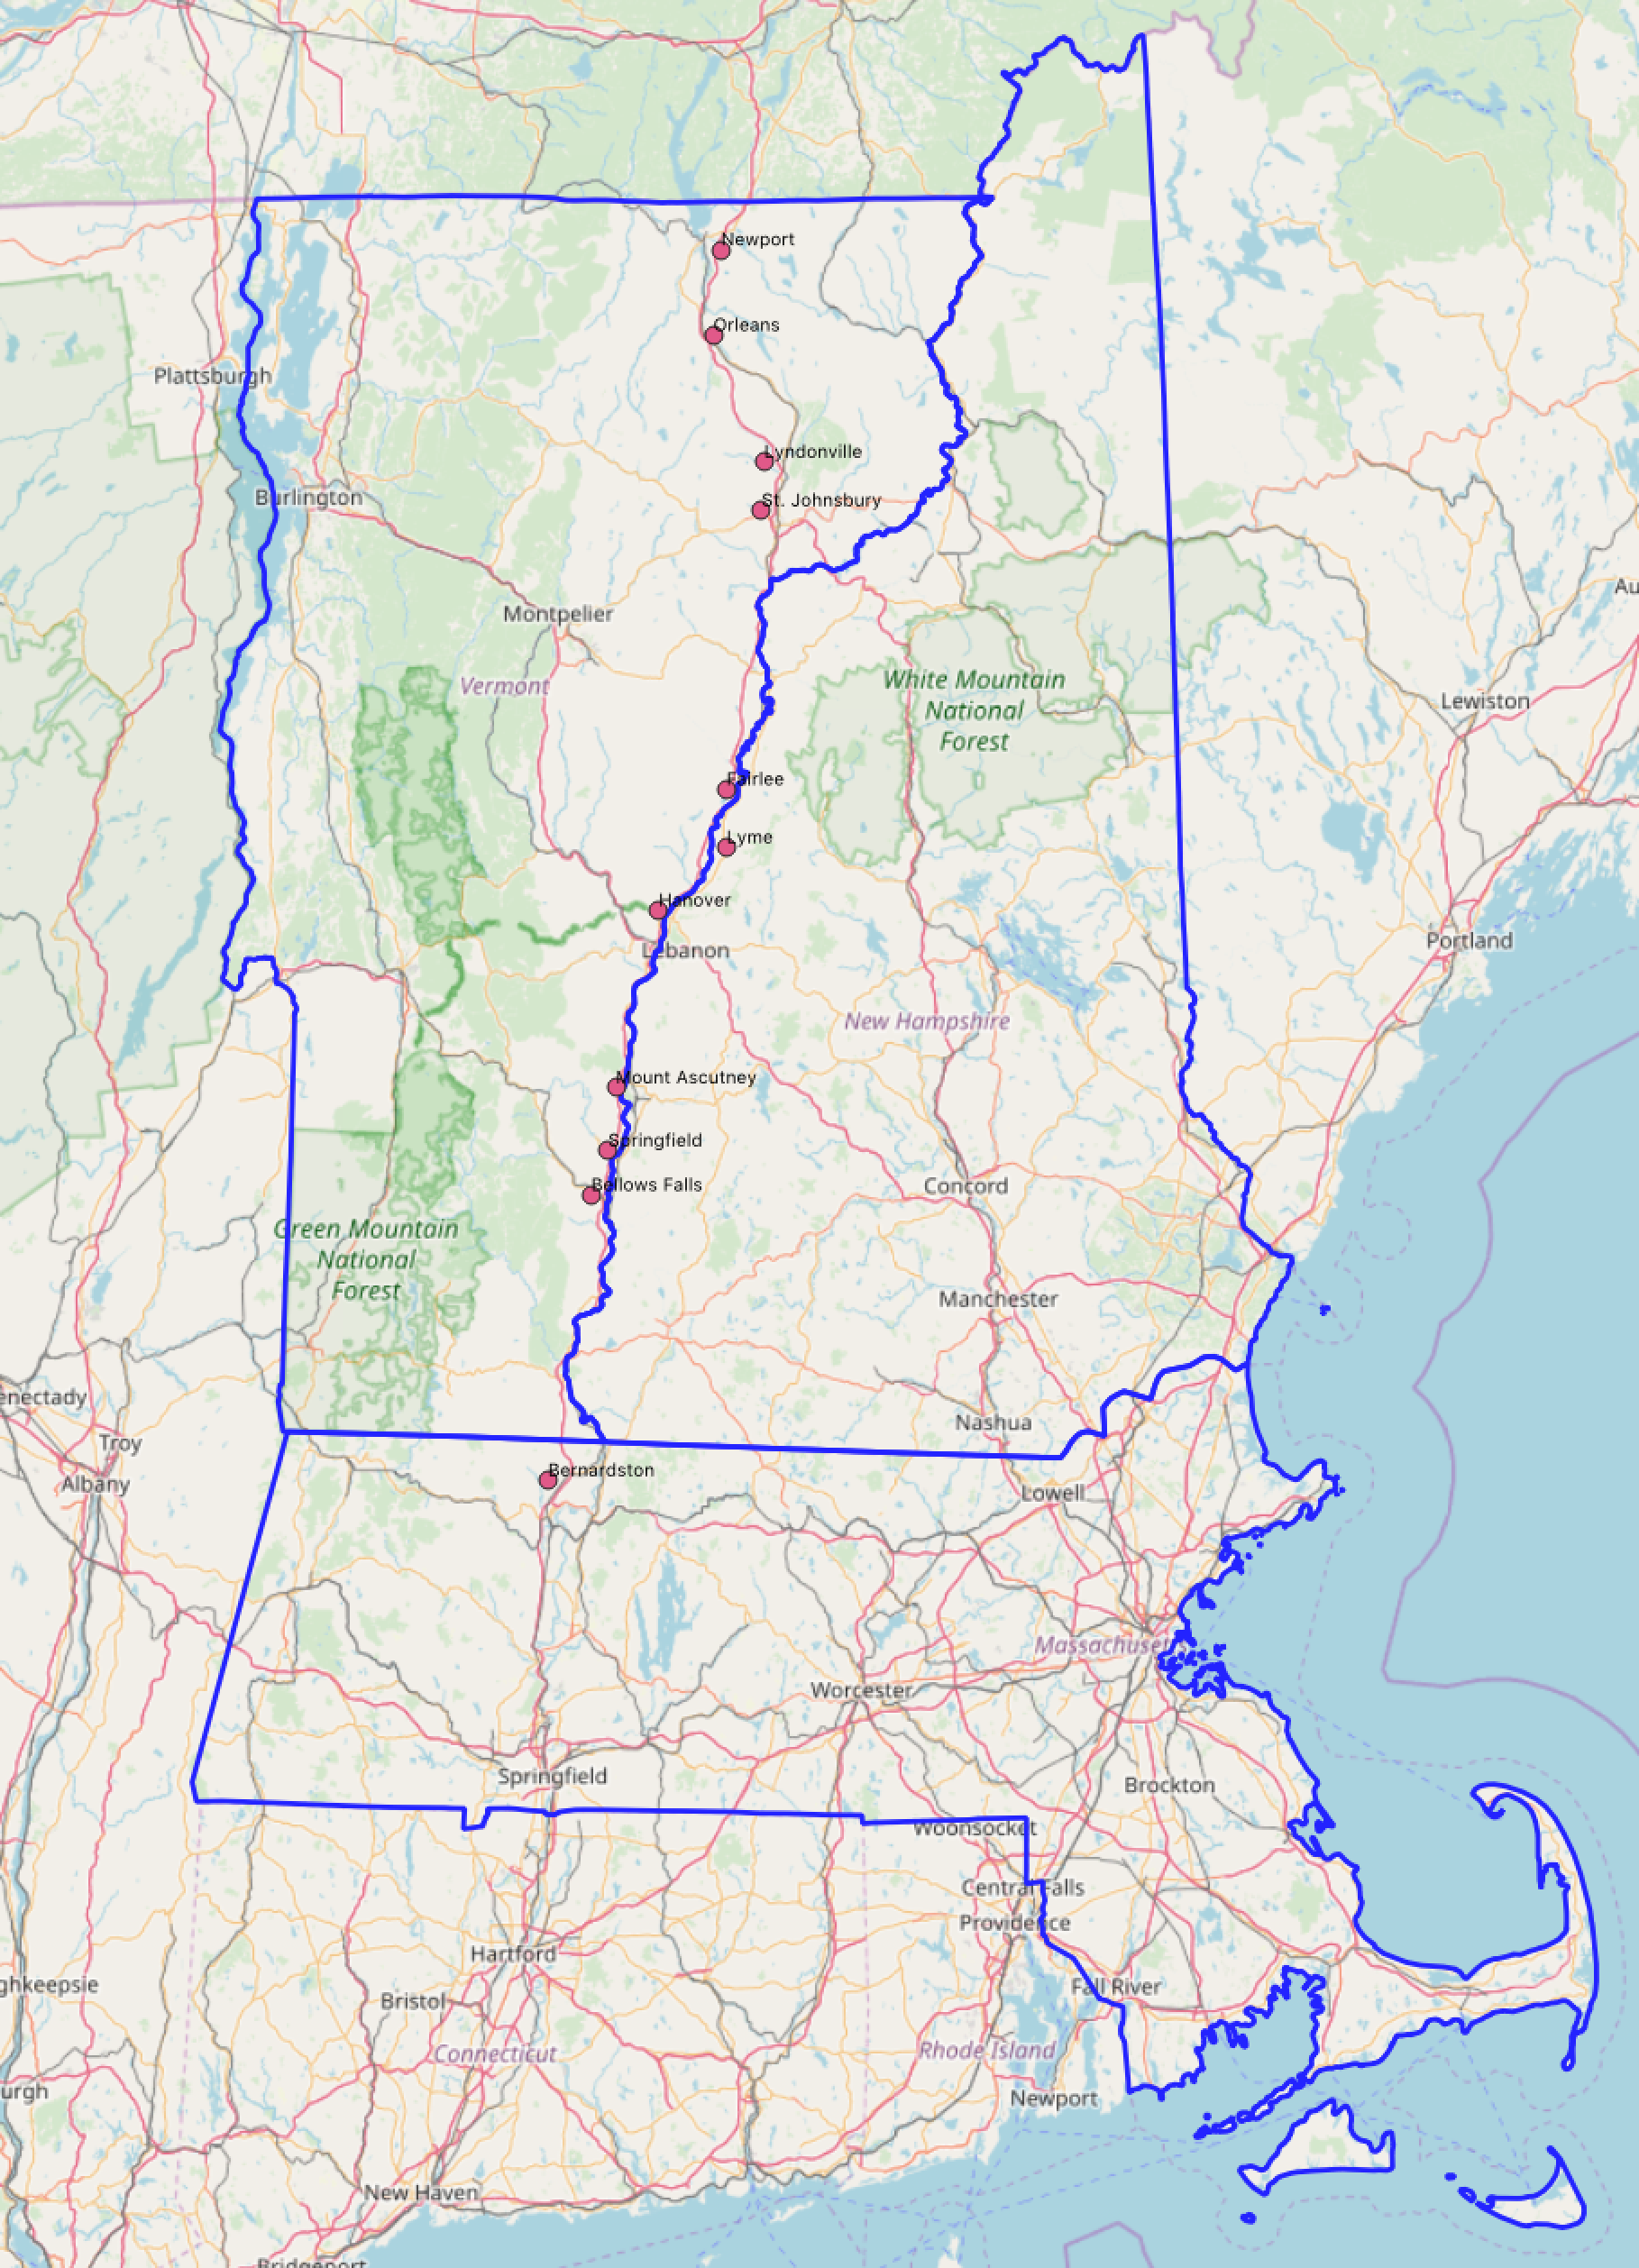 Newport
Orleans
Plattsburgh
Lyndonville
Burlington
St. Johnsbury
Au
Montpelier
Vermont
White Mountain
National
Forest
Lewiston
Fairlee
Lyme
Hanover
Lebanon
Portland
New Hampshire
Mount Ascutney
Springfield
Bellows Falls
Concord
Green Mountain
National
Forest
Manchester
enectady
Nashua
Troy
Albany
Bernardston
Lowell
Massachuset
Worcester
Springfield
Brockton
Woonsocket
Central Falls
Providence
Hartford
ghkeepsie
Fall River
Bristol
Connecticut
Rhode Island
urgh
Newport
New Haven
Bridgeport